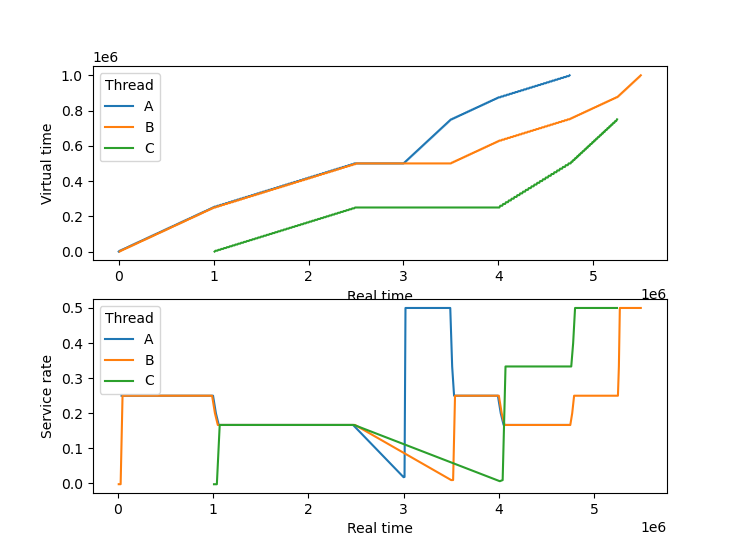 1e6
1.0
0.8
0.6
0.4
0.2
0.0
Virtual time
Thread
A
B
C
0 1 2 3 4 5
Real time
1e6
0.5
0.4
0.3
0.2
0.1
0.0
Service rate
Thread
A
B
C
0 1 2 3 4 5
Real time
1e6